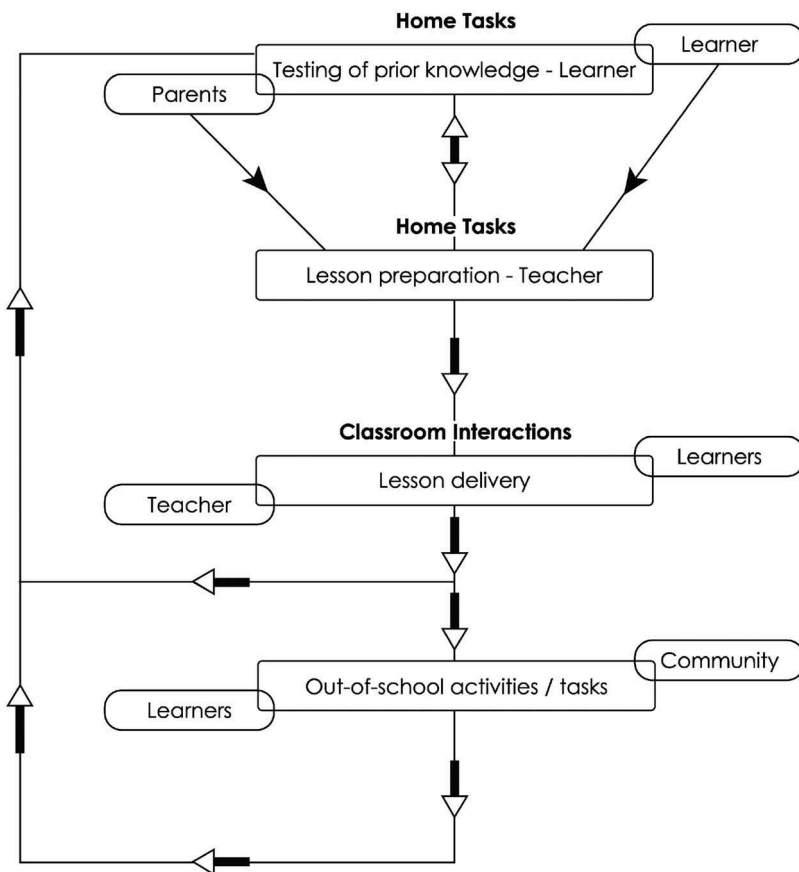 Home Tasks
Learner
Testing of prior knowledge - Learner
Parents
Home Tasks
Lesson preparation - Teacher
Classroom Interactions
Learners
Lesson delivery
Teacher
Community
Out-of-school activities / tasks
Learners